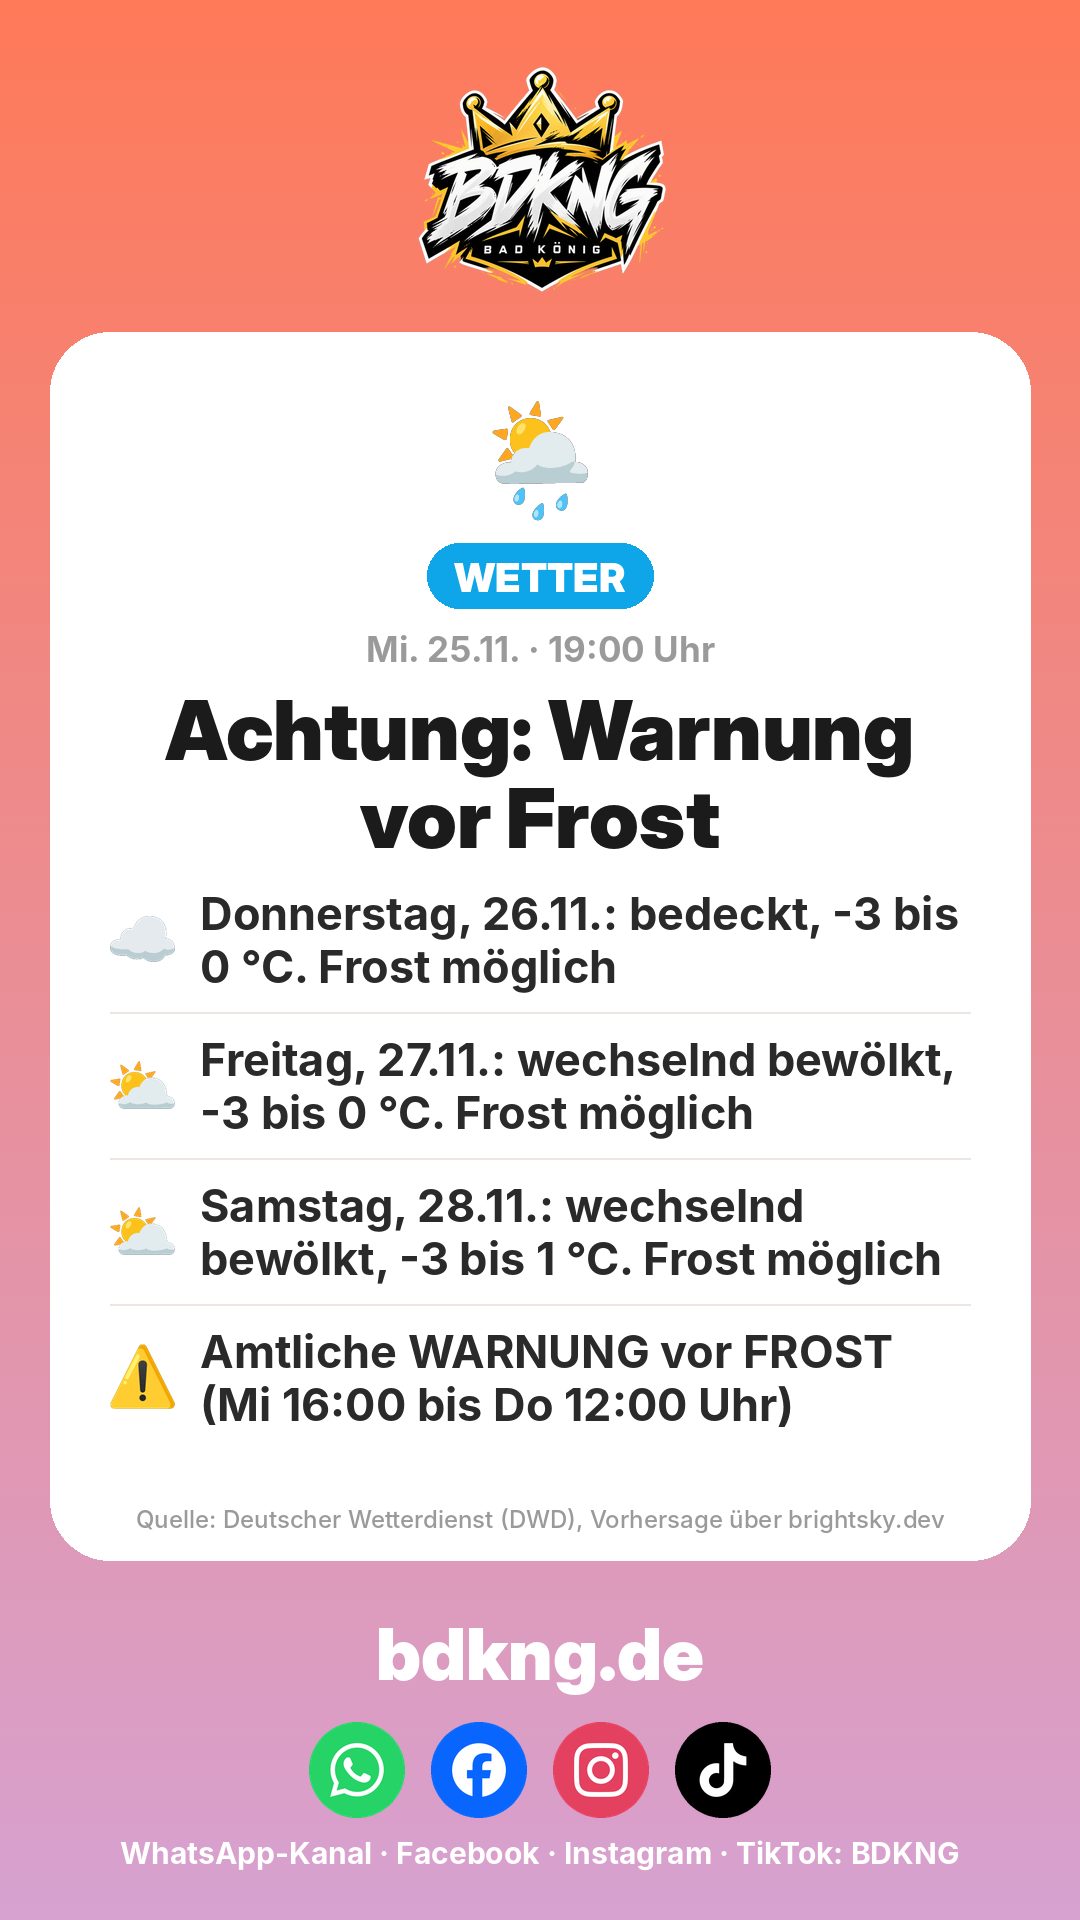 BDKNG
BAD KÖNIG
WETTER
Mi. 25.11. · 19:00 Uhr
Achtung: Warnung
vor Frost
Donnerstag, 26.11.: bedeckt, -3 bis
0 °C. Frost möglich
Freitag, 27.11.: wechselnd bewölkt,
-3 bis 0 °C. Frost möglich
Samstag, 28.11.: wechselnd
bewölkt, -3 bis 1 °C. Frost möglich
Amtliche WARNUNG vor FROST
(Mi 16:00 bis Do 12:00 Uhr)
Quelle: Deutscher Wetterdienst (DWD), Vorhersage über brightsky.dev
bdkng.de
WhatsApp-Kanal · Facebook · Instagram · TikTok: BDKNG